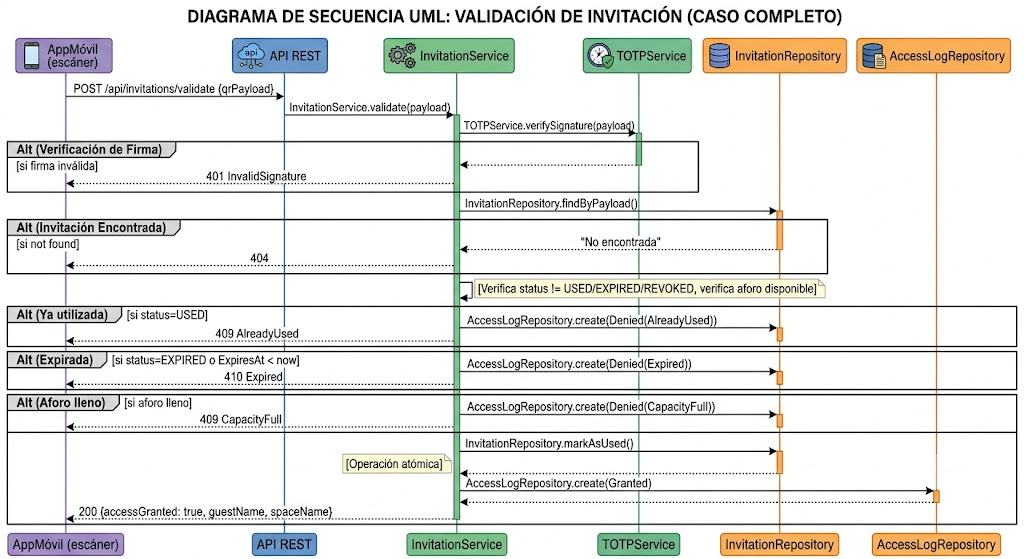 DIAGRAMA DE SECUENCIA UML: VALIDACIÓN DE INVITACIÓN (CASO COMPLETO)
AppMóvil
(escáner)
api
API REST
InvitationService
TOTPService
InvitationRepository
AccessLogRepository
POST /api/invitations/validate {qrPayload}
InvitationService.validate(payload)
TOTPService.verifySignature(payload)
Alt (Verificación de Firma)
[si firma inválida]
401 InvalidSignature
InvitationRepository.findByPayload()
Alt (Invitación Encontrada)
[si not found]
"No encontrada"
404
[Verifica status != USED/EXPIRED/REVOKED, verifica aforo disponible]
Alt (Ya utilizada)
[si status=USED]
AccessLogRepository.create(Denied(AlreadyUsed))
409 AlreadyUsed
Alt (Expirada)
[si status=EXPIRED o ExpiresAt < now]
AccessLogRepository.create(Denied(Expired))
410 Expired
Alt (Aforo lleno)
[si aforo lleno]
AccessLogRepository.create(Denied(CapacityFull))
409 CapacityFull
InvitationRepository.markAsUsed()
[Operación atómica]
AccessLogRepository.create(Granted)
200 {accessGranted: true, guestName, spaceName}
AppMóvil (escáner)
API REST
InvitationService
TOTPService
InvitationRepository
AccessLogRepository